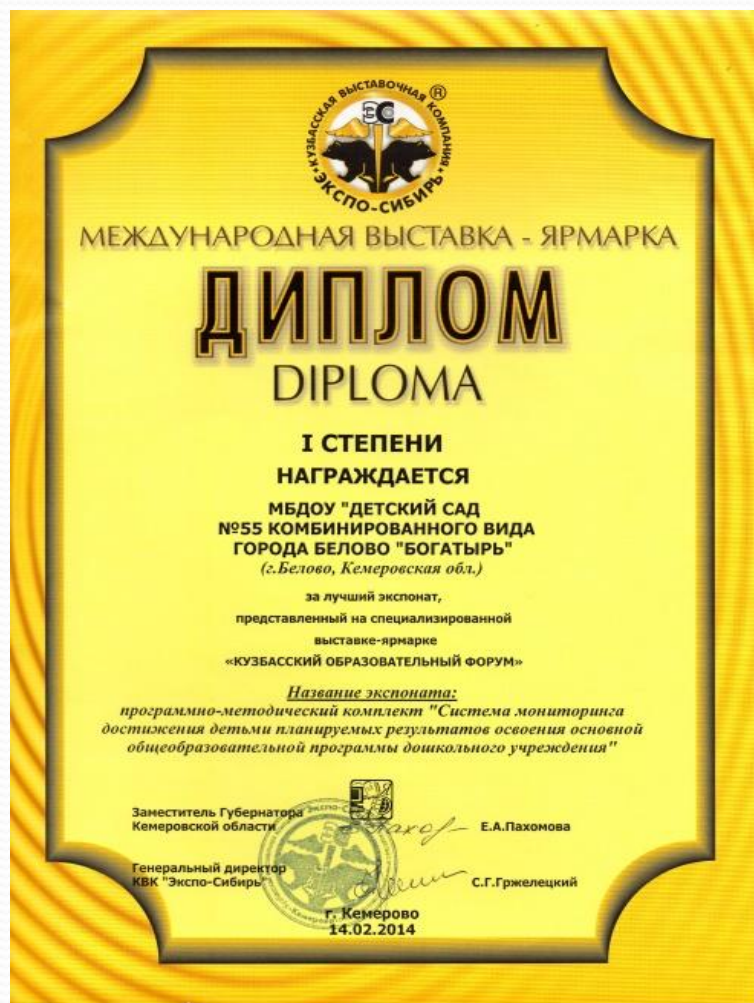 КУЗБАССКАЯ ВЫСТАВОЧНАЯ КОМПАНИЯ ®
ЭС
ЭКСПО-СИБИРЬ
МЕЖДУНАРОДНАЯ ВЫСТАВКА - ЯРМАРКА
ДИПЛОМ
DIPLOMA
I СТЕПЕНИ
НАГРАЖДАЕТСЯ
МБДОУ "ДЕТСКИЙ САД
№55 КОМБИНИРОВАННОГО ВИДА
ГОРОДА БЕЛОВО "БОГАТЫРЬ"
(г.Белово, Кемеровская обл.)
за лучший экспонат,
представленный на специализированной
выставке-ярмарке
«КУЗБАССКИЙ ОБРАЗОВАТЕЛЬНЫЙ ФОРУМ»
Название экспоната:
программно-методический комплект "Система мониторинга
достижения детьми планируемых результатов освоения основной
общеобразовательной программы дошкольного учреждения"
Заместитель Губернатора
Кемеровской области Е.А.Пахомова
Генеральный директор
КВК "Экспо-Сибирь" С.Г.Гржелецкий
г. Кемерово
14.02.2014